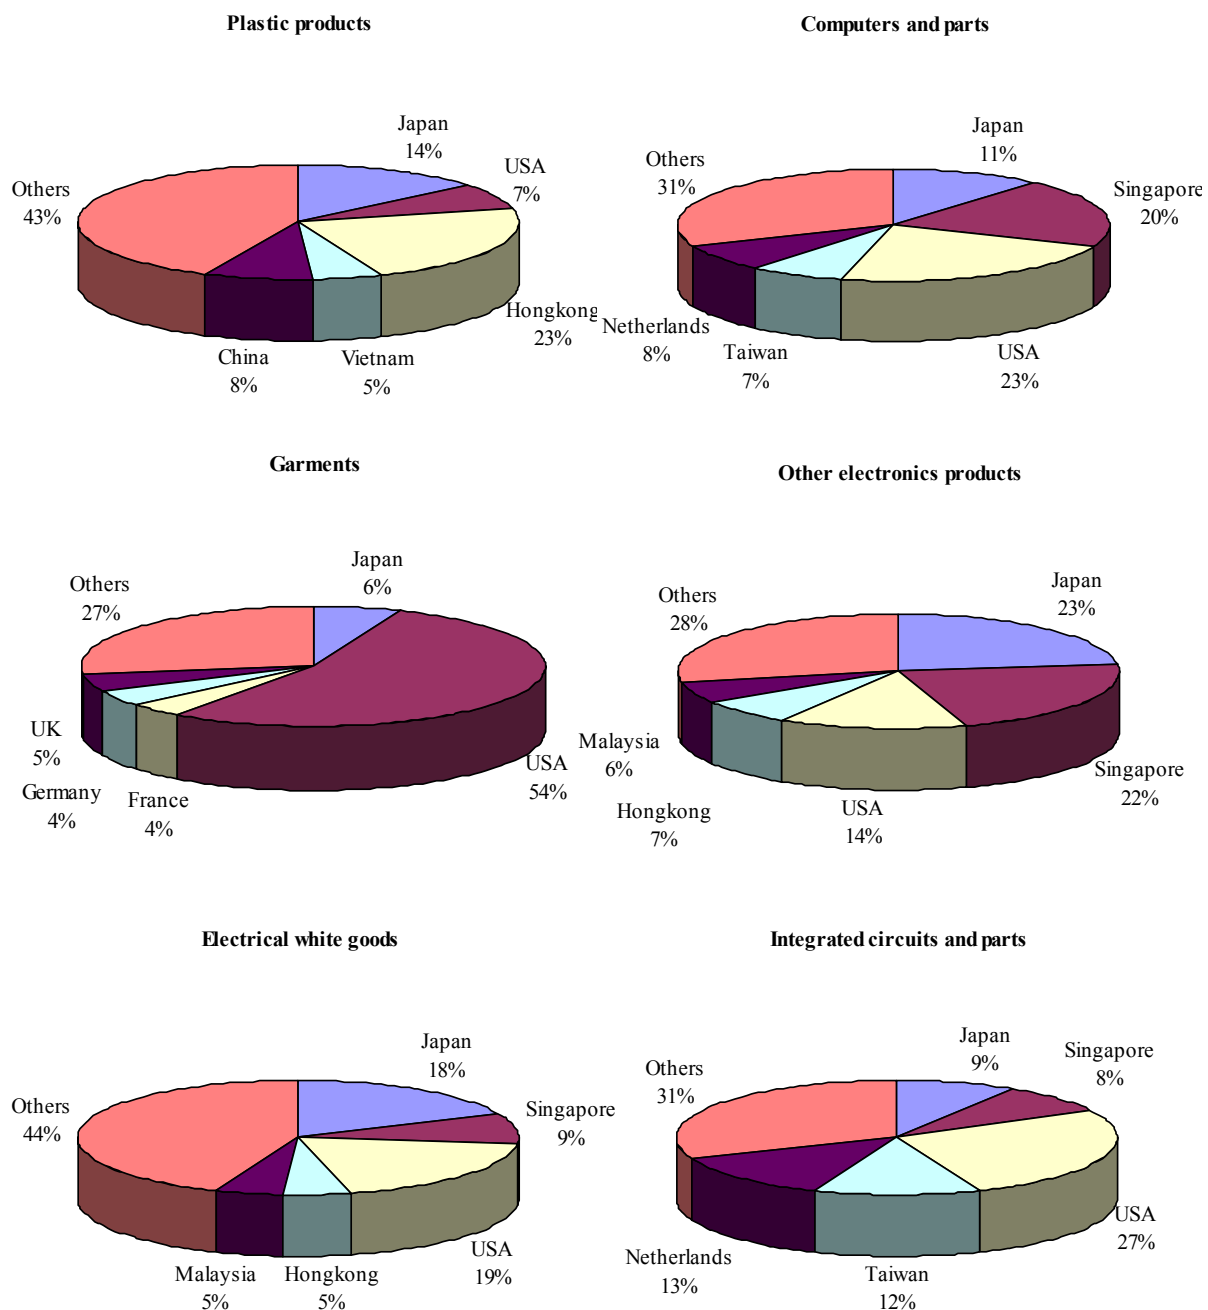 Plastic products
Japan
14%
USA
7%
Hongkong
23%
Vietnam
5%
China
8%
Others
43%
Computers and parts
Japan
11%
Singapore
20%
USA
23%
Taiwan
7%
Netherlands
8%
Others
31%
Garments
Japan
6%
USA
54%
France
4%
Germany
4%
UK
5%
Others
27%
Other electronics products
Japan
23%
Singapore
22%
USA
14%
Hongkong
7%
Malaysia
6%
Others
28%
Electrical white goods
Japan
18%
Singapore
9%
USA
19%
Hongkong
5%
Malaysia
5%
Others
44%
Integrated circuits and parts
Japan
9%
Singapore
8%
USA
27%
Taiwan
12%
Netherlands
13%
Others
31%